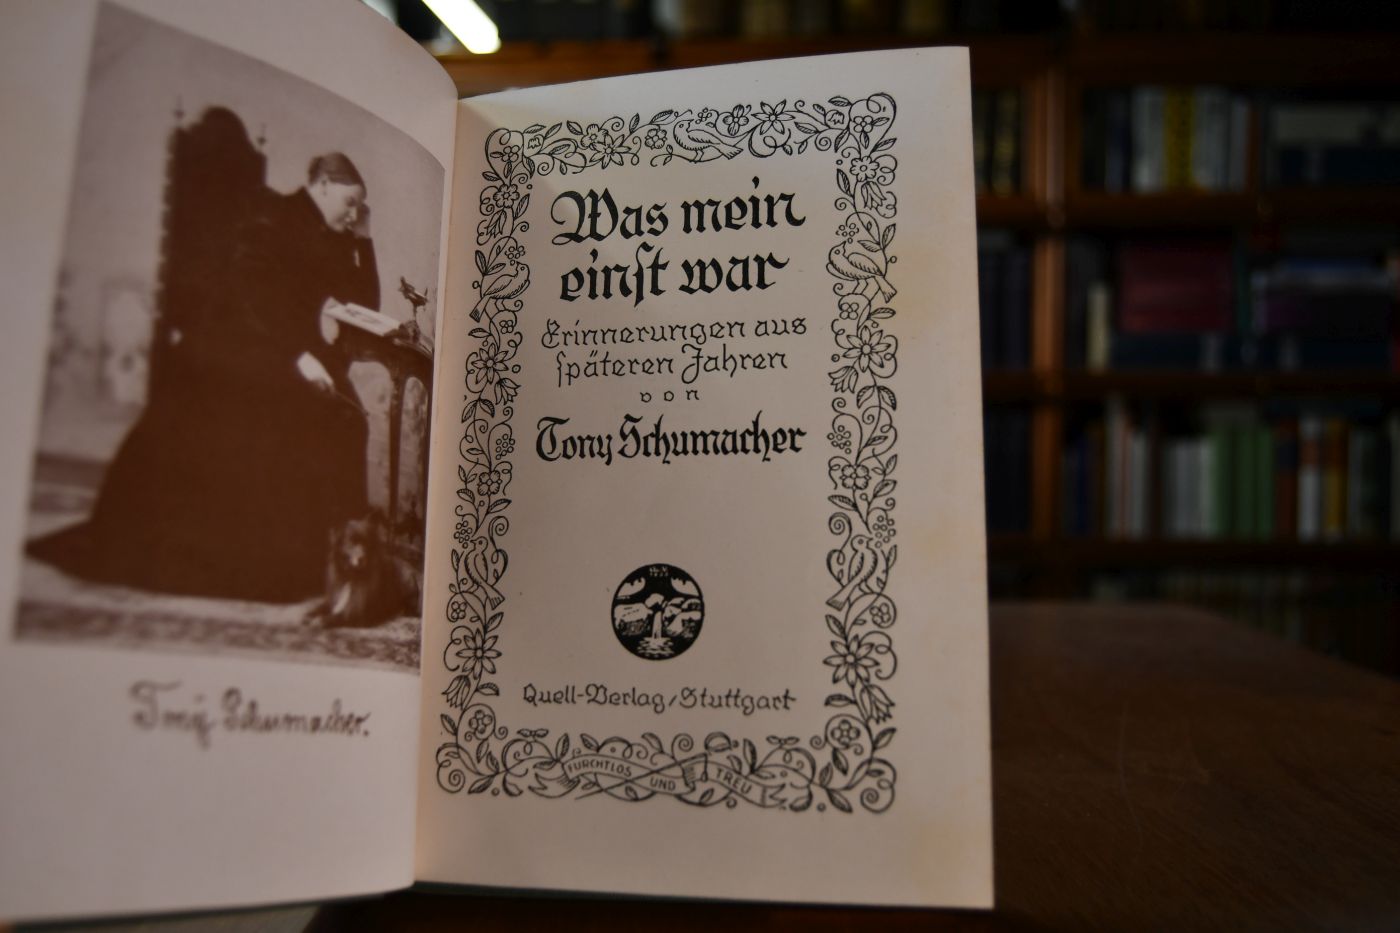 Was mein
einſt war
Erinnerungen aus
ſpäteren Jahren
von
Tony Schumacher
Quell-Verlag/Stuttgart
FURCHTLOS UND TREU
Tony Schumacher.